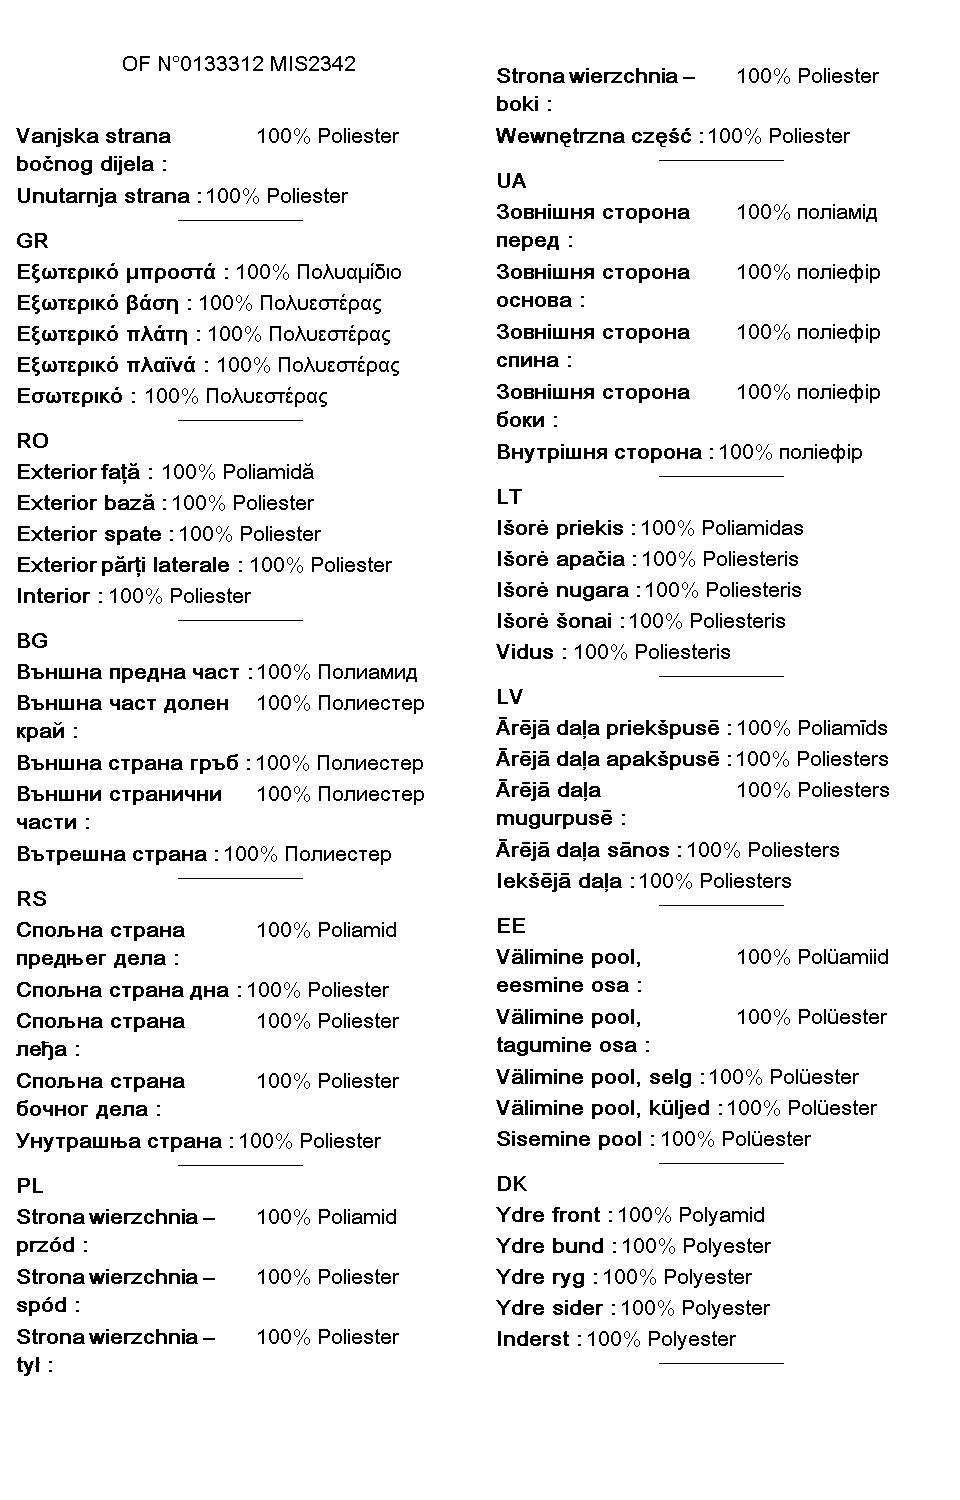 OF N°0133312 MIS2342
Vanjska strana 100% Poliester
bočnog dijela :
Unutarnja strana : 100% Poliester
GR
Εξωτερικό μπροστά : 100% Πολυαμίδιο
Εξωτερικό βάση : 100% Πολυεστέρας
Εξωτερικό πλάτη : 100% Πολυεστέρας
Εξωτερικό πλαϊνά : 100% Πολυεστέρας
Εσωτερικό : 100% Πολυεστέρας
RO
Exterior față : 100% Poliamidă
Exterior bază : 100% Poliester
Exterior spate : 100% Poliester
Exterior părți laterale : 100% Poliester
Interior : 100% Poliester
BG
Външна предна част : 100% Полиамид
Външна част долен 100% Полиестер
край :
Външна страна гръб : 100% Полиестер
Външни странични 100% Полиестер
части :
Вътрешна страна : 100% Полиестер
RS
Спољна страна 100% Poliamid
предњег дела :
Спољна страна дна : 100% Poliester
Спољна страна 100% Poliester
леђа :
Спољна страна 100% Poliester
бочног дела :
Унутрашња страна : 100% Poliester
PL
Strona wierzchnia – 100% Poliamid
przód :
Strona wierzchnia – 100% Poliester
spód :
Strona wierzchnia – 100% Poliester
tył :
Strona wierzchnia – 100% Poliester
boki :
Wewnętrzna część : 100% Poliester
UA
Зовнішня сторона 100% поліамід
перед :
Зовнішня сторона 100% поліефір
основа :
Зовнішня сторона 100% поліефір
спина :
Зовнішня сторона 100% поліефір
боки :
Внутрішня сторона : 100% поліефір
LT
Išorė priekis : 100% Poliamidas
Išorė apačia : 100% Poliesteris
Išorė nugara : 100% Poliesteris
Išorė šonai : 100% Poliesteris
Vidus : 100% Poliesteris
LV
Ārējā daļa priekšpusē : 100% Poliamīds
Ārējā daļa apakšpusē : 100% Poliesters
Ārējā daļa 100% Poliesters
mugurpusē :
Ārējā daļa sānos : 100% Poliesters
Iekšējā daļa : 100% Poliesters
EE
Välimine pool, 100% Polüamiid
eesmine osa :
Välimine pool, 100% Polüester
tagumine osa :
Välimine pool, selg : 100% Polüester
Välimine pool, küljed : 100% Polüester
Sisemine pool : 100% Polüester
DK
Ydre front : 100% Polyamid
Ydre bund : 100% Polyester
Ydre ryg : 100% Polyester
Ydre sider : 100% Polyester
Inderst : 100% Polyester